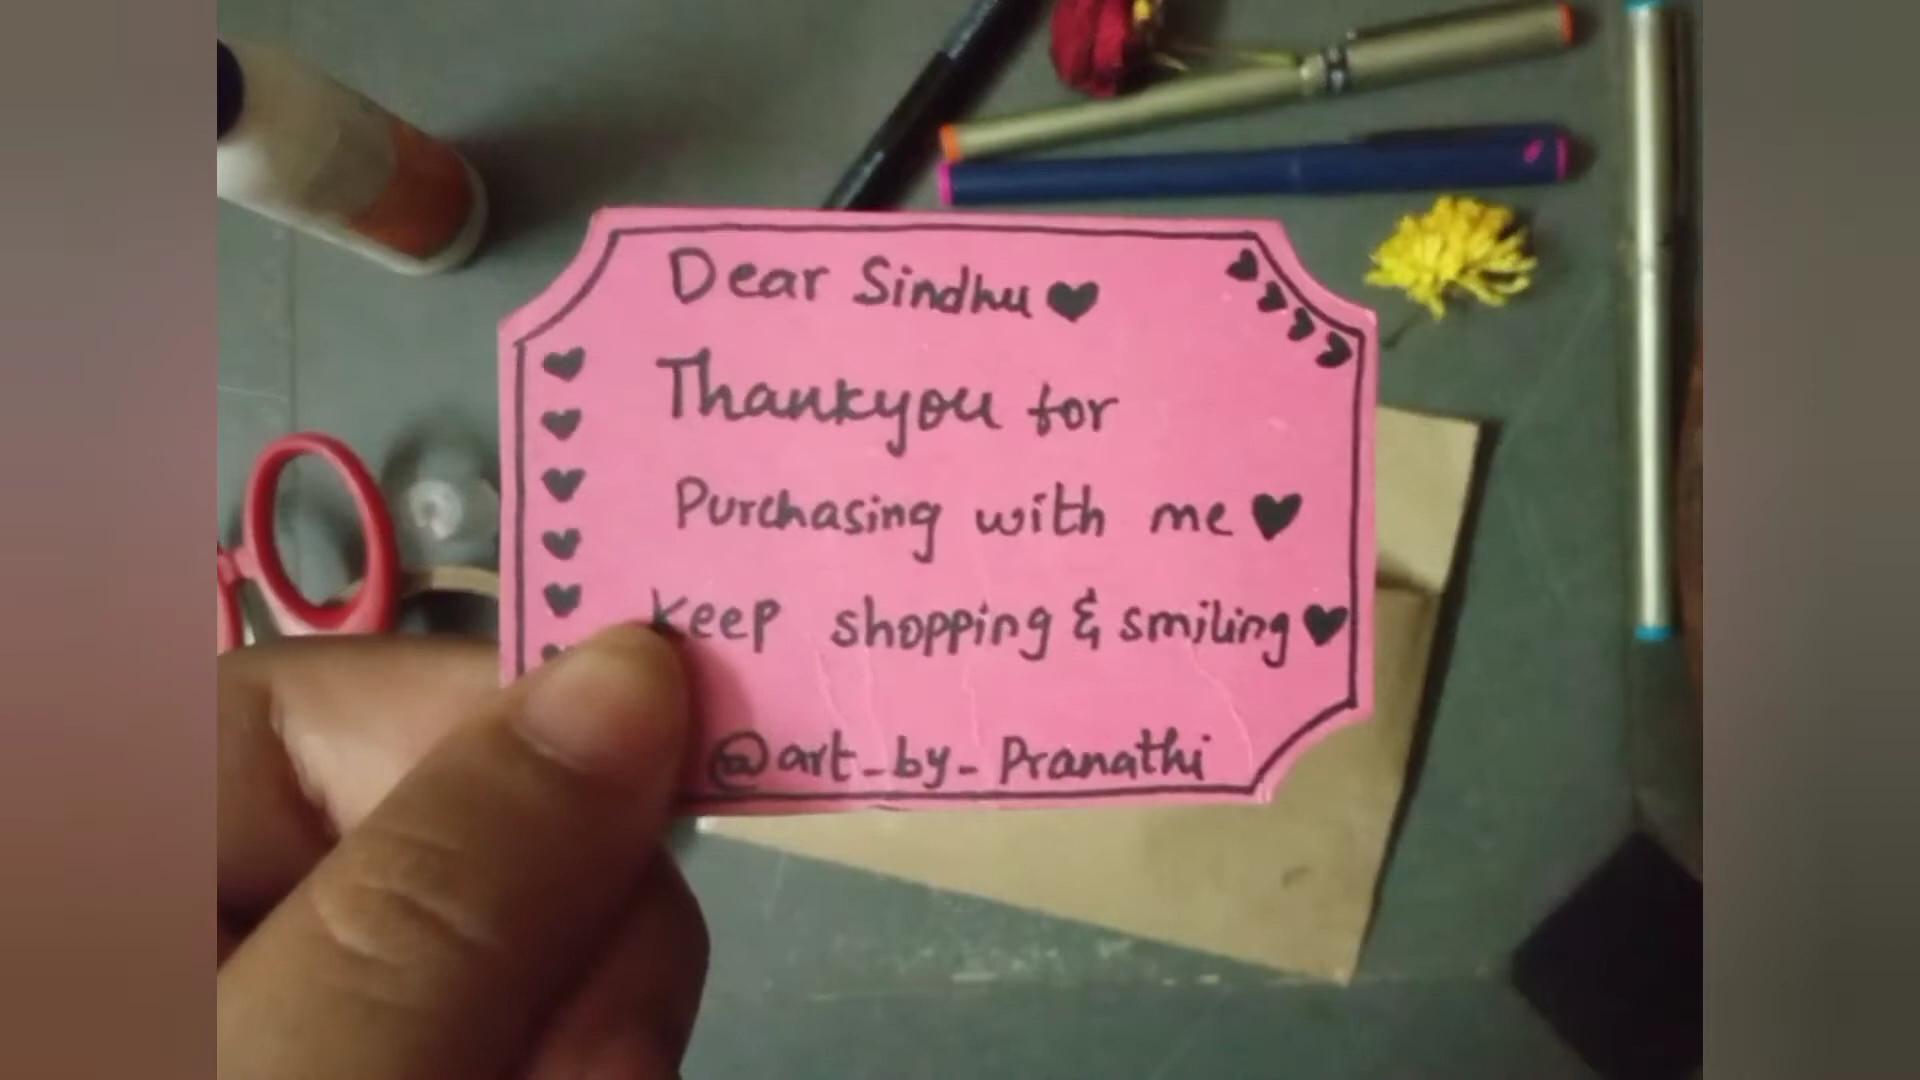 Dear Sindhu ♥
Thankyou for
Purchasing with me ♥
Keep shopping & smiling ♥
@art_by_Pranathi